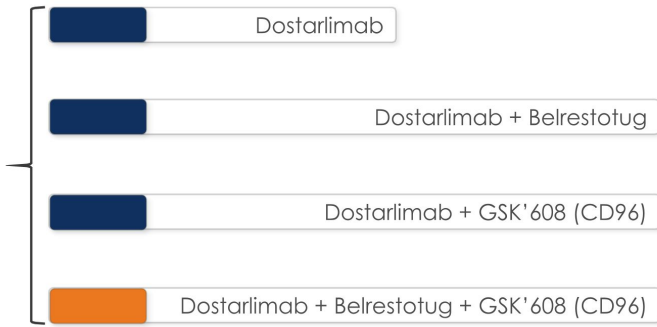 Dostarlimab
Dostarlimab + Belrestotug
Dostarlimab + GSK’608 (CD96)
Dostarlimab + Belrestotug + GSK’608 (CD96)